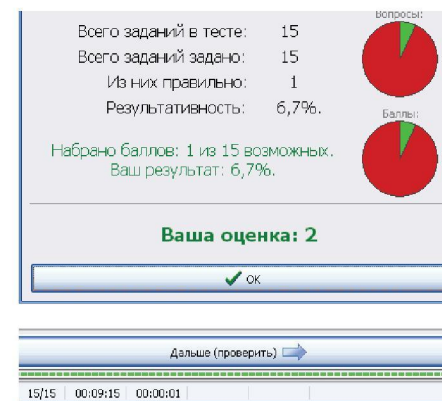 Вопросы:
Всего заданий в тесте: 15
Всего заданий задано: 15
Из них правильно: 1
Результативность: 6,7%.
Баллы:
Набрано баллов: 1 из 15 возможных.
Ваш результат: 6,7%.
Ваша оценка: 2
ОК
Дальше (проверить)
15/15 00:09:15 00:00:01